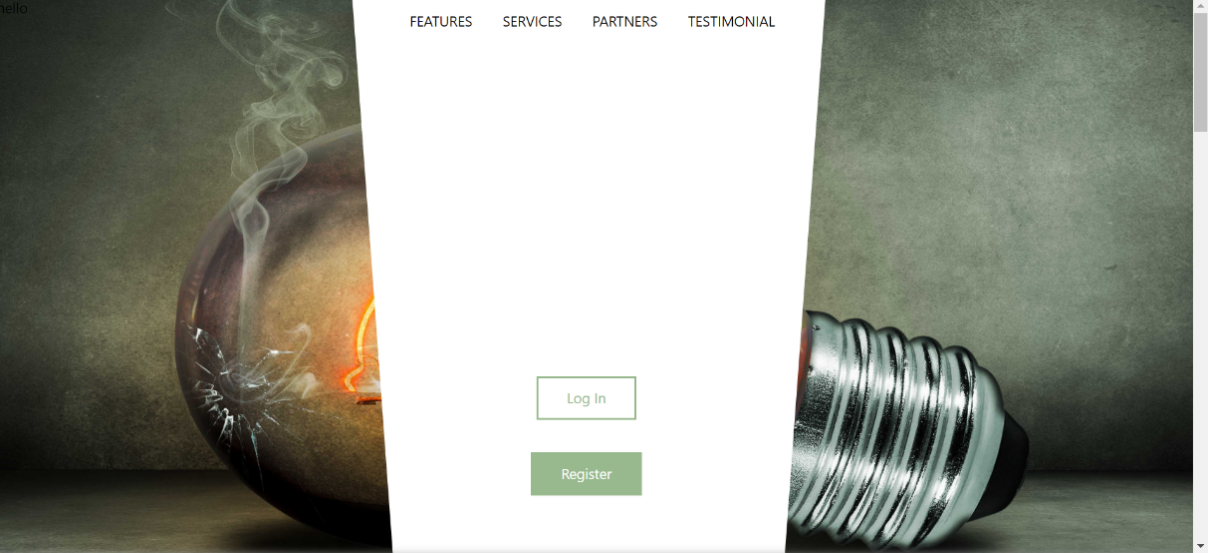 hello
FEATURES SERVICES PARTNERS TESTIMONIAL
Log In
Register